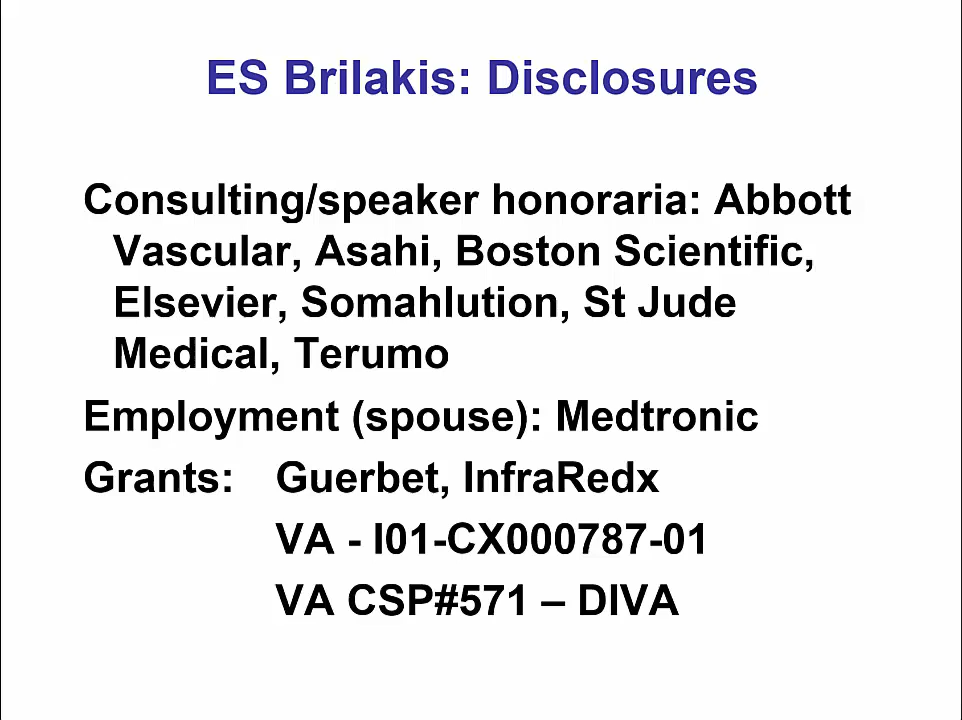 ES Brilakis: Disclosures
Consulting/speaker honoraria: Abbott
Vascular, Asahi, Boston Scientific,
Elsevier, Somahlution, St Jude
Medical, Terumo
Employment (spouse): Medtronic
Grants: Guerbet, InfraRedx
VA - I01-CX000787-01
VA CSP#571 – DIVA